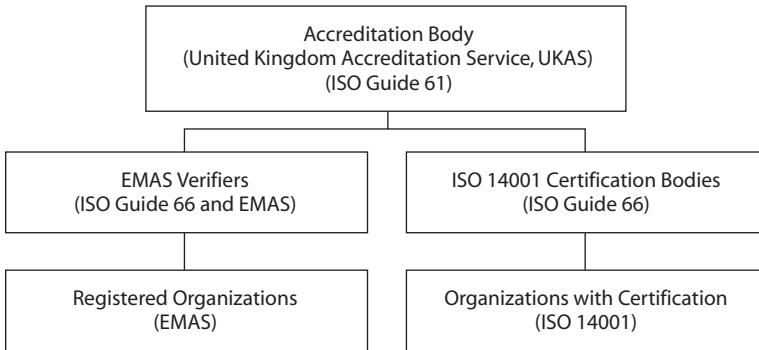 Accreditation Body
(United Kingdom Accreditation Service, UKAS)
(ISO Guide 61)
EMAS Verifiers
(ISO Guide 66 and EMAS)
ISO 14001 Certification Bodies
(ISO Guide 66)
Registered Organizations
(EMAS)
Organizations with Certification
(ISO 14001)